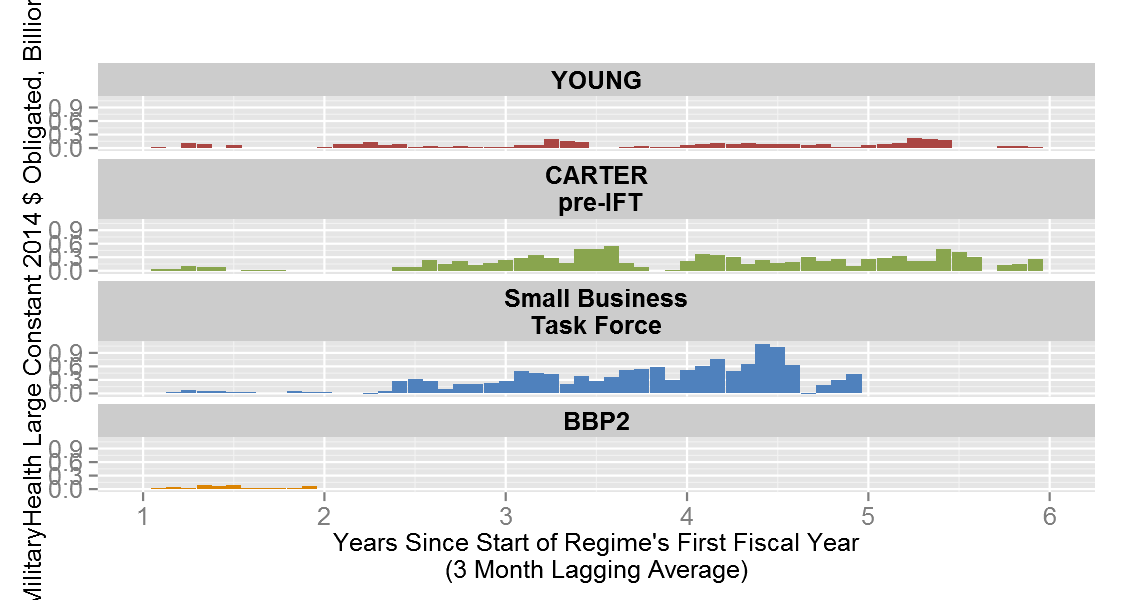 MilitaryHealth Large Constant 2014 $ Obligated, Billion
YOUNG
0.9
0.6
0.3
0.0
CARTER
pre-IFT
0.9
0.6
0.3
0.0
Small Business
Task Force
0.9
0.6
0.3
0.0
BBP2
0.9
0.6
0.3
0.0
1 2 3 4 5 6
Years Since Start of Regime's First Fiscal Year
(3 Month Lagging Average)